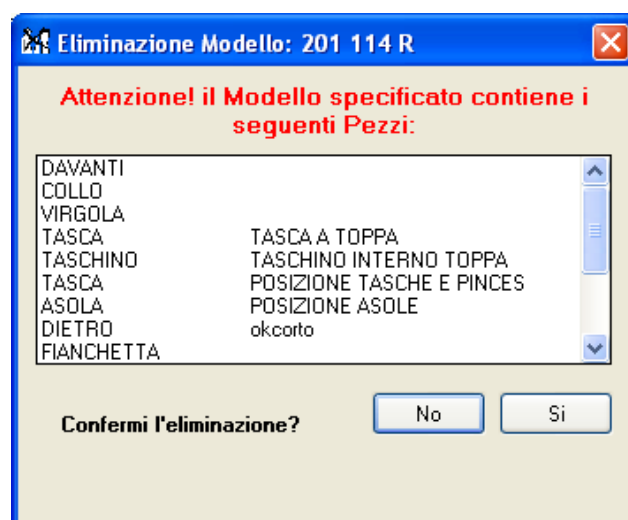 Eliminazione Modello: 201 114 R
Attenzione! il Modello specificato contiene i
seguenti Pezzi:
DAVANTI
COLLO
VIRGOLA
TASCA TASCA A TOPPA
TASCHINO TASCHINO INTERNO TOPPA
TASCA POSIZIONE TASCHE E PINCES
ASOLA POSIZIONE ASOLE
DIETRO okcorto
FIANCHETTA
Confermi l'eliminazione? No Si